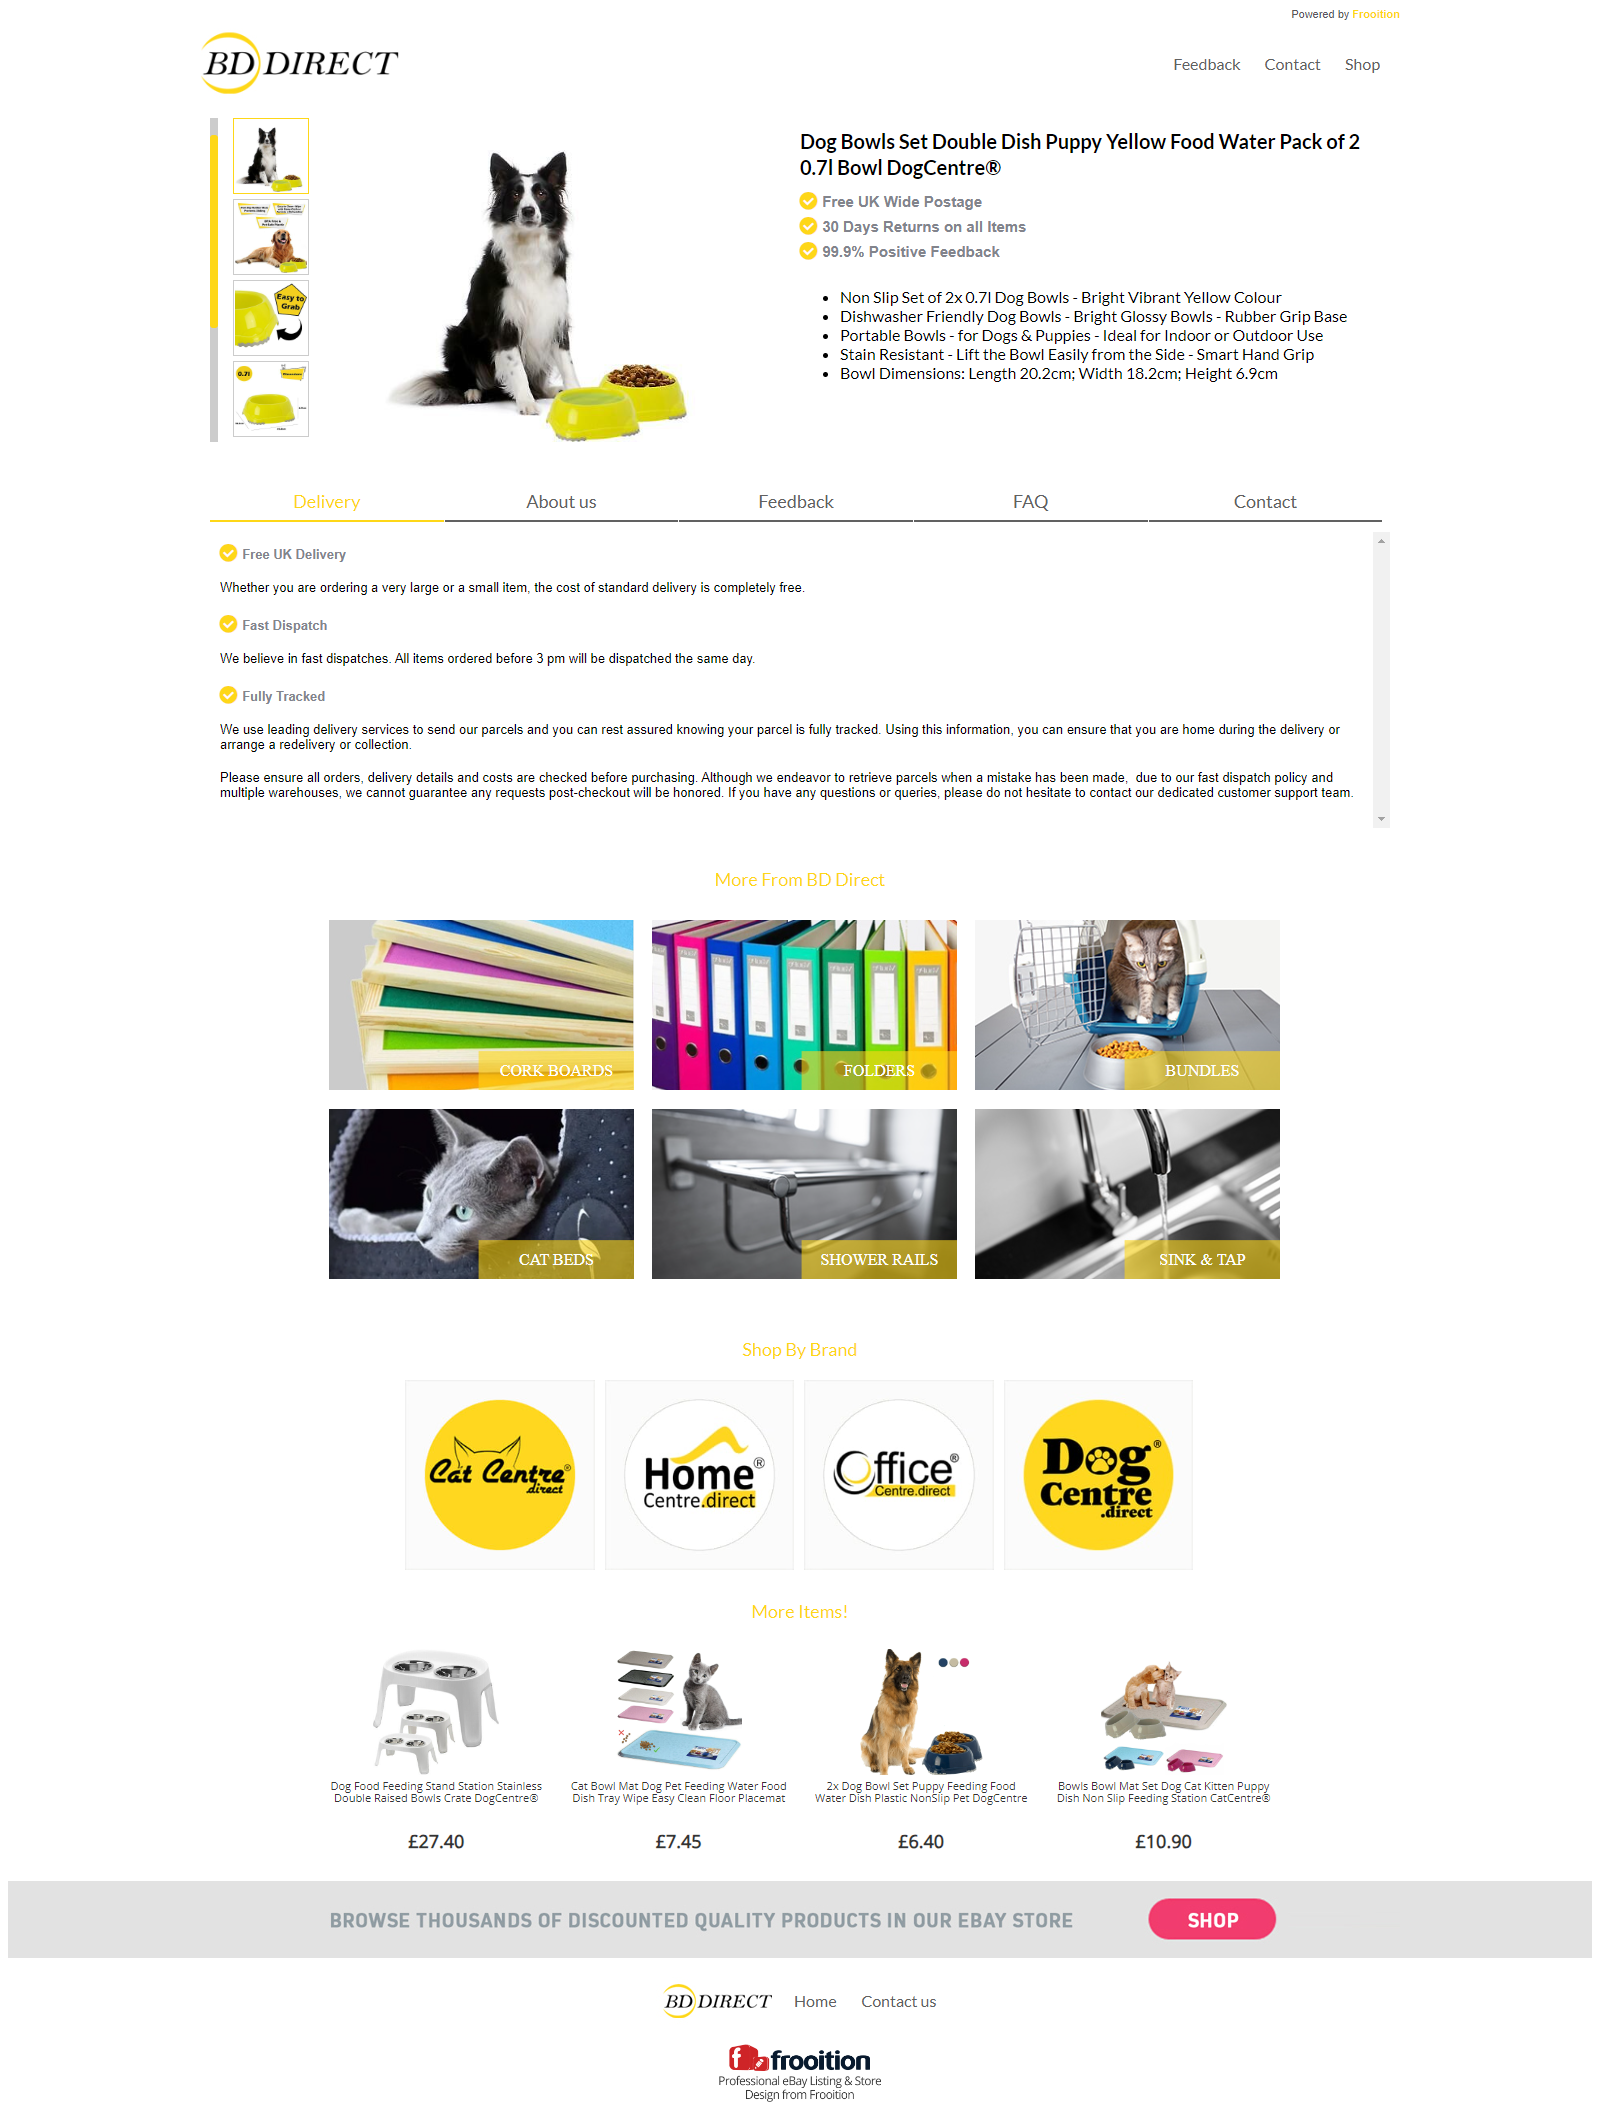 Powered by Frooition
BD DIRECT
Feedback Contact Shop
Dog Bowls Set Double Dish Puppy Yellow Food Water Pack of 2
0.7l Bowl DogCentre®
Free UK Wide Postage
30 Days Returns on all Items
99.9% Positive Feedback
Easy to
Grab
0.7l
• Non Slip Set of 2x 0.7l Dog Bowls - Bright Vibrant Yellow Colour
• Dishwasher Friendly Dog Bowls - Bright Glossy Bowls - Rubber Grip Base
• Portable Bowls - for Dogs & Puppies - Ideal for Indoor or Outdoor Use
• Stain Resistant - Lift the Bowl Easily from the Side - Smart Hand Grip
• Bowl Dimensions: Length 20.2cm; Width 18.2cm; Height 6.9cm
Delivery About us Feedback FAQ Contact
Free UK Delivery
Whether you are ordering a very large or a small item, the cost of standard delivery is completely free.
Fast Dispatch
We believe in fast dispatches. All items ordered before 3 pm will be dispatched the same day.
Fully Tracked
We use leading delivery services to send our parcels and you can rest assured knowing your parcel is fully tracked. Using this information, you can ensure that you are home during the delivery or
arrange a redelivery or collection.
Please ensure all orders, delivery details and costs are checked before purchasing. Although we endeavor to retrieve parcels when a mistake has been made, due to our fast dispatch policy and
multiple warehouses, we cannot guarantee any requests post-checkout will be honored. If you have any questions or queries, please do not hesitate to contact our dedicated customer support team.
More From BD Direct
CORK BOARDS FOLDERS BUNDLES
CAT BEDS SHOWER RAILS SINK & TAP
Shop By Brand
Cat Centre®
.direct
Home®
Centre.direct
Office®
Centre.direct
Dog®
Centre
.direct
More Items!
Dog Food Feeding Stand Station Stainless
Double Raised Bowls Crate DogCentre®
£27.40
Cat Bowl Mat Dog Pet Feeding Water Food
Dish Tray Wipe Easy Clean Floor Placemat
£7.45
2x Dog Bowl Set Puppy Feeding Food
Water Dish Plastic NonSlip Pet DogCentre
£6.40
Bowls Bowl Mat Set Dog Cat Kitten Puppy
Dish Non Slip Feeding Station CatCentre®
£10.90
BROWSE THOUSANDS OF DISCOUNTED QUALITY PRODUCTS IN OUR EBAY STORE SHOP
BD DIRECT Home Contact us
frooition
Professional eBay Listing & Store
Design from Frooition